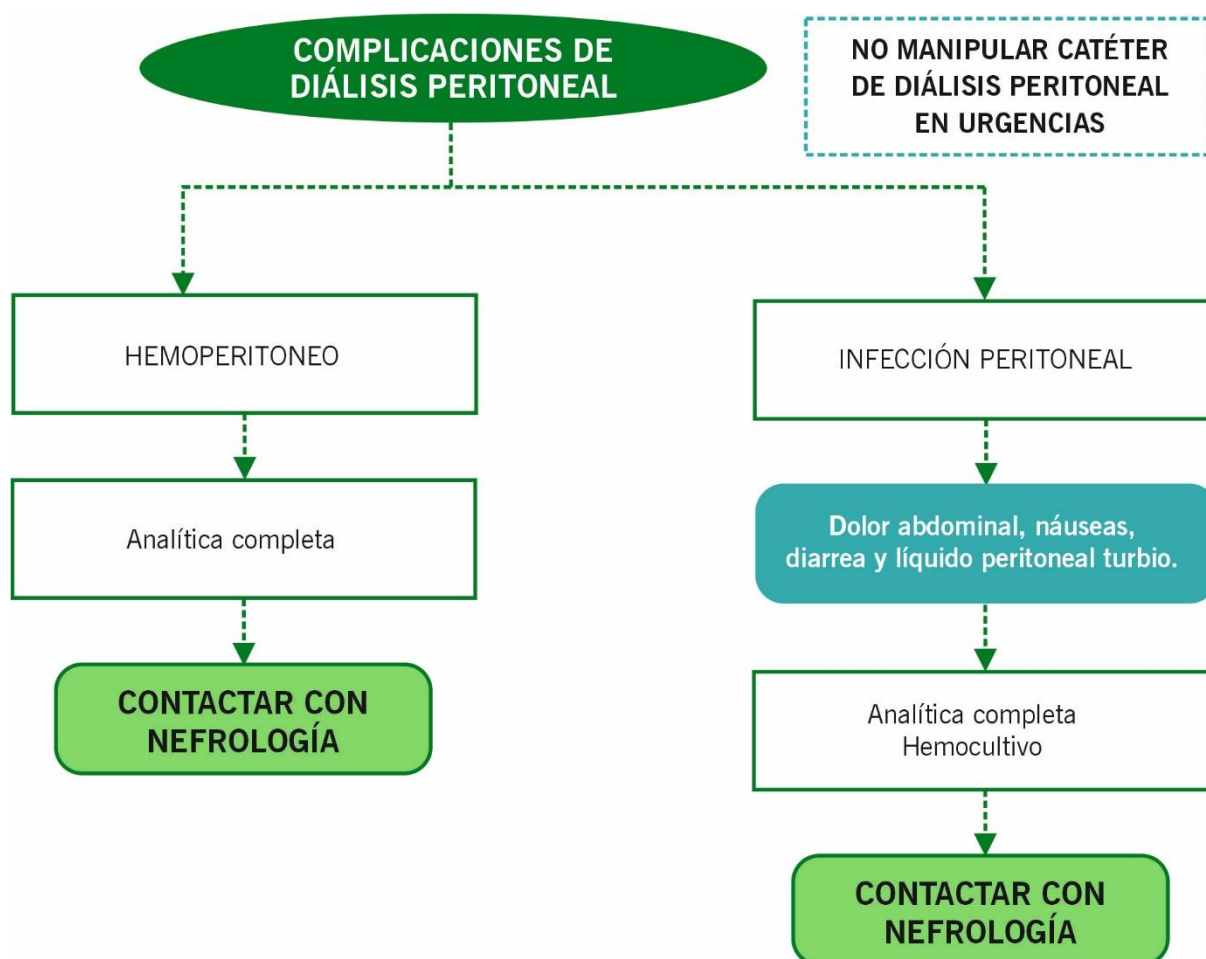 COMPLICACIONES DE
DIÁLISIS PERITONEAL
NO MANIPULAR CATÉTER
DE DIÁLISIS PERITONEAL
EN URGENCIAS
HEMOPERITONEO
INFECCIÓN PERITONEAL
Analítica completa
Dolor abdominal, náuseas,
diarrea y líquido peritoneal turbio.
CONTACTAR CON
NEFROLOGÍA
Analítica completa
Hemocultivo
CONTACTAR CON
NEFROLOGÍA